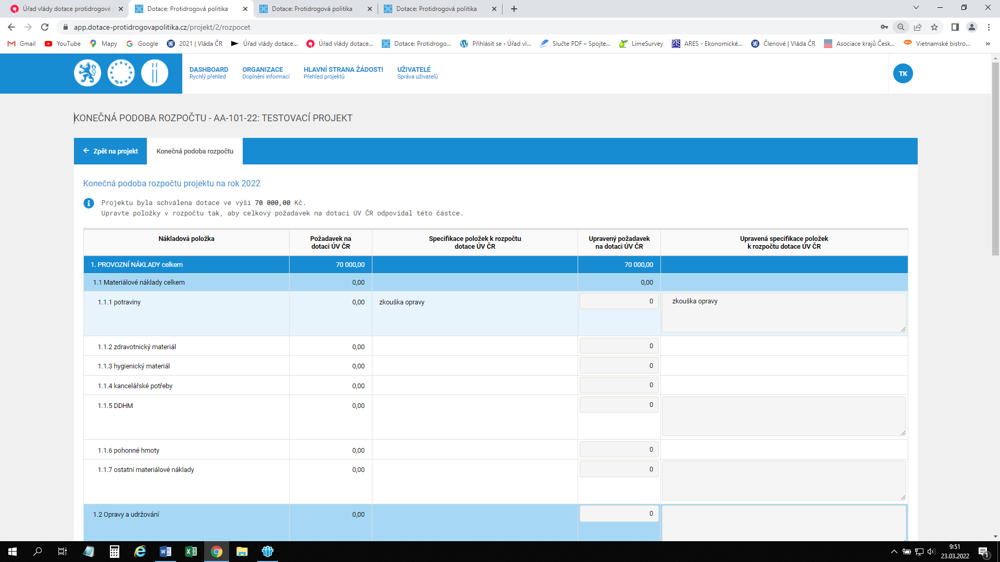 Úřad vlády dotace protidrogové
Dotace: Protidrogová politika
Dotace: Protidrogová politika
Dotace: Protidrogová politika
app.dotace-protidrogovapolitika.cz/projekt/2/rozpocet
Gmail
YouTube
Mapy
Google
2021 | Vláda ČR
Úřad vlády dotace...
Úřad vlády dotace...
Dotace: Protidrogo...
Přihlásit se ‹ Úřad vl...
Slučte PDF – Spojte...
LimeSurvey
ARES - Ekonomické...
Členové | Vláda ČR
Asociace krajů Česk...
Vietnamské bistro...
»
DASHBOARD
Rychlý přehled
ORGANIZACE
Doplnění informací
HLAVNÍ STRANA ŽÁDOSTI
Přehled projektů
UŽIVATELÉ
Správa uživatelů
TK
KONEČNÁ PODOBA ROZPOČTU - AA-101-22: TESTOVACÍ PROJEKT
Zpět na projekt
Konečná podoba rozpočtu
Konečná podoba rozpočtu projektu na rok 2022
Projektu byla schválena dotace ve výši 70 000,00 Kč.
Upravte položky v rozpočtu tak, aby celkový požadavek na dotaci ÚV ČR odpovídal této částce.
Nákladová položka
Požadavek na
dotaci ÚV ČR
Specifikace položek k rozpočtu
dotace ÚV ČR
Upravený požadavek
na dotaci ÚV ČR
Upravená specifikace položek
k rozpočtu dotace ÚV ČR
1. PROVOZNÍ NÁKLADY celkem 70 000,00 70 000,00
1.1 Materiálové náklady celkem 0,00 0,00
1.1.1 potraviny 0,00 zkouška opravy 0 zkouška opravy
1.1.2 zdravotnický materiál 0,00 0
1.1.3 hygienický materiál 0,00 0
1.1.4 kancelářské potřeby 0,00 0
1.1.5 DDHM 0,00 0
1.1.6 pohonné hmoty 0,00 0
1.1.7 ostatní materiálové náklady 0,00 0
1.2 Opravy a udržování 0,00 0
9:51
23.03.2022
1